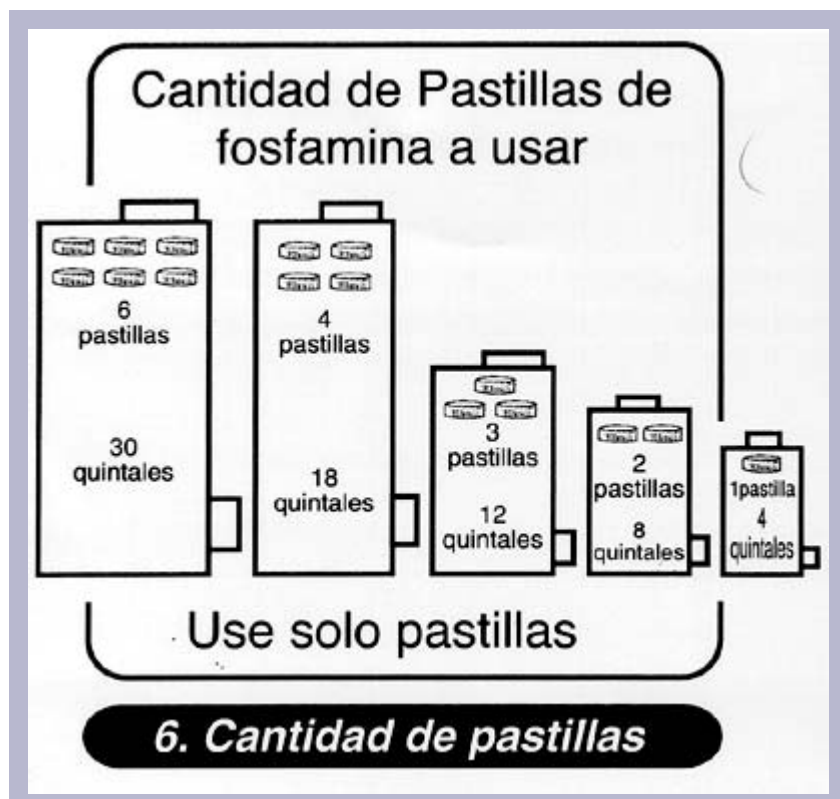 Cantidad de Pastillas de
fosfamina a usar
6
pastillas
30
quintales
4
pastillas
18
quintales
3
pastillas
12
quintales
2
pastillas
8
quintales
1pastilla
4
quintales
Use solo pastillas
6. Cantidad de pastillas